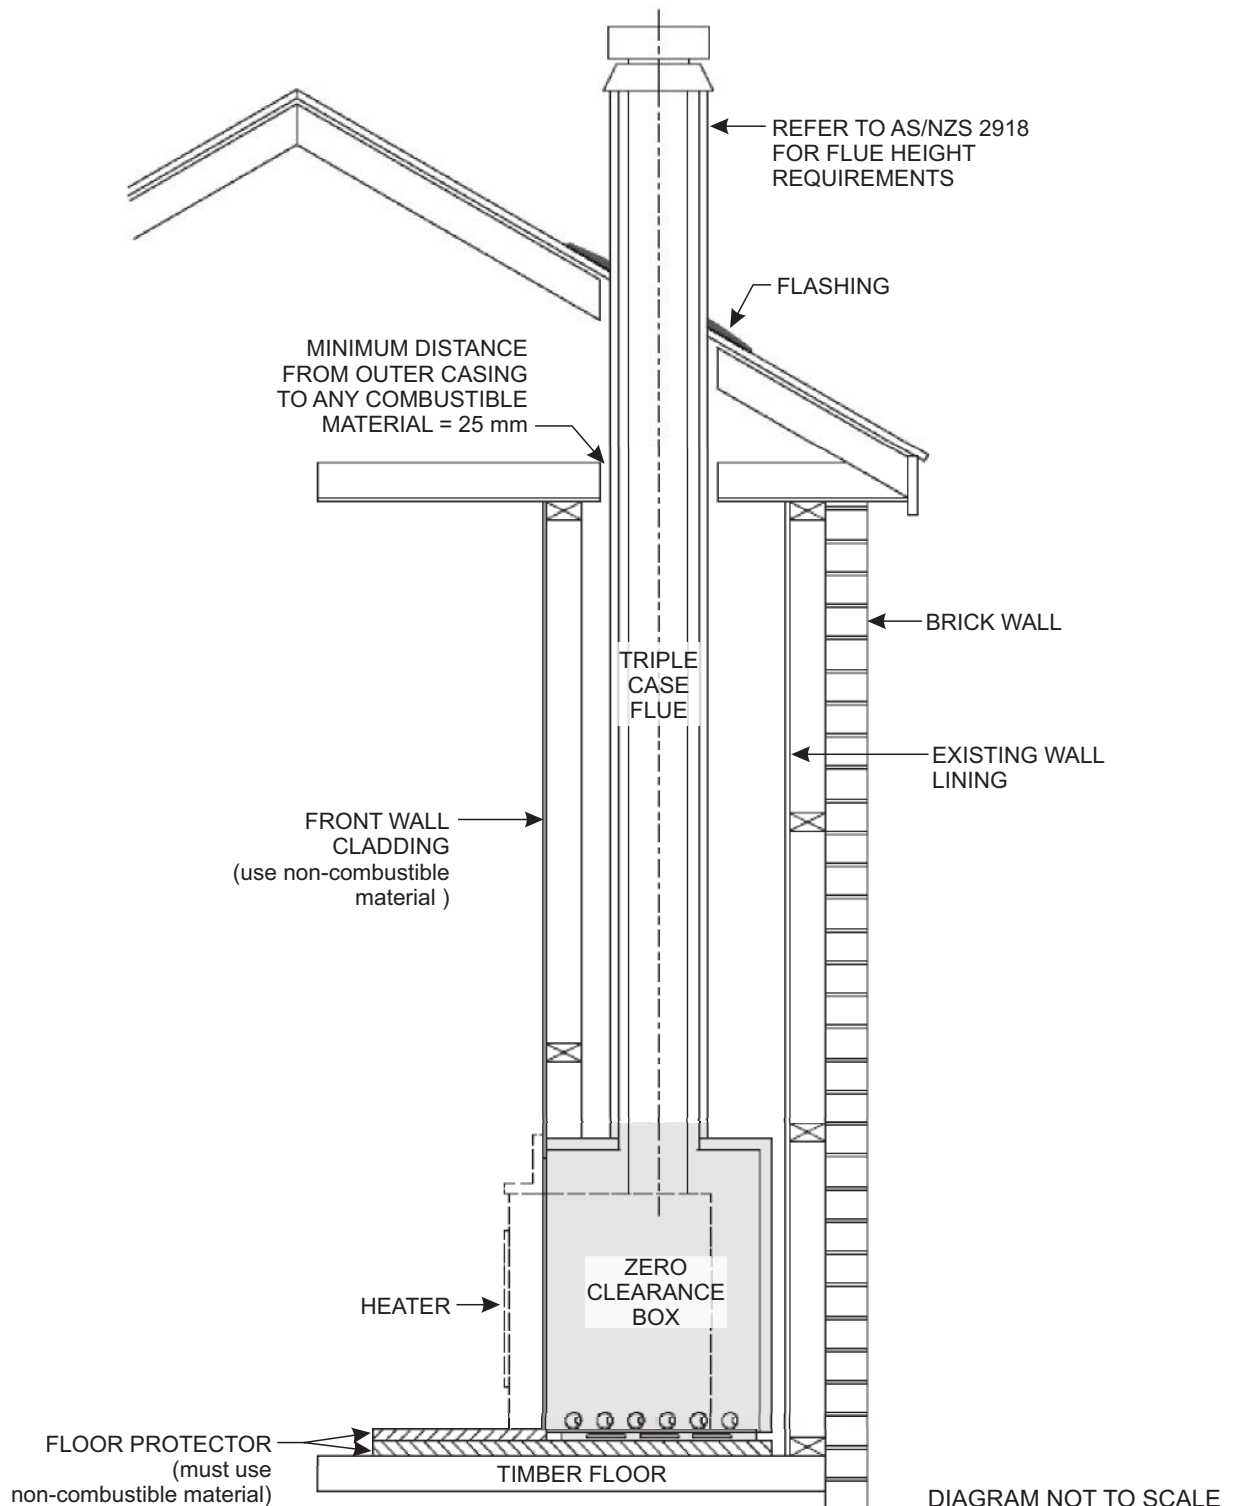 REFER TO AS/NZS 2918
FOR FLUE HEIGHT
REQUIREMENTS
FLASHING
MINIMUM DISTANCE
FROM OUTER CASING
TO ANY COMBUSTIBLE
MATERIAL = 25 mm
BRICK WALL
TRIPLE
CASE
FLUE
EXISTING WALL
LINING
FRONT WALL
CLADDING
(use non-combustible
material )
ZERO
CLEARANCE
BOX
HEATER
FLOOR PROTECTOR
(must use
non-combustible material)
TIMBER FLOOR
DIAGRAM NOT TO SCALE